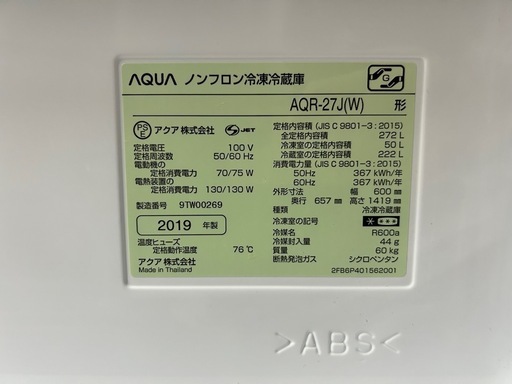 AQUA ノンフロン冷凍冷蔵庫
G
AQR-27J(W) 形
PS E アクア株式会社 S JET
定格電圧 100 V
定格周波数 50/60 Hz
電動機の
定格消費電力 70/75 W
電熱装置の
定格消費電力 130/130 W
製造番号 9TW00269
2019 年製
温度ヒューズ
定格動作温度 76℃
アクア株式会社
Made in Thailand
定格内容積 (JIS C 9801-3 : 2015)
全定格内容積 272 L
冷凍室の定格内容積 50 L
冷蔵室の定格内容積 222 L
消費電力量 (JIS C 9801-3 : 2015)
50Hz 367 kWh/年
60Hz 367 kWh/年
外形寸法 幅 600 mm
奥行 657 mm 高さ 1419 mm
種類 冷凍冷蔵庫
冷凍室の記号
冷媒名 R600a
冷媒封入量 44 g
質量 60 kg
断熱発泡ガス シクロペンタン
2FB6P401562001
>ABS<